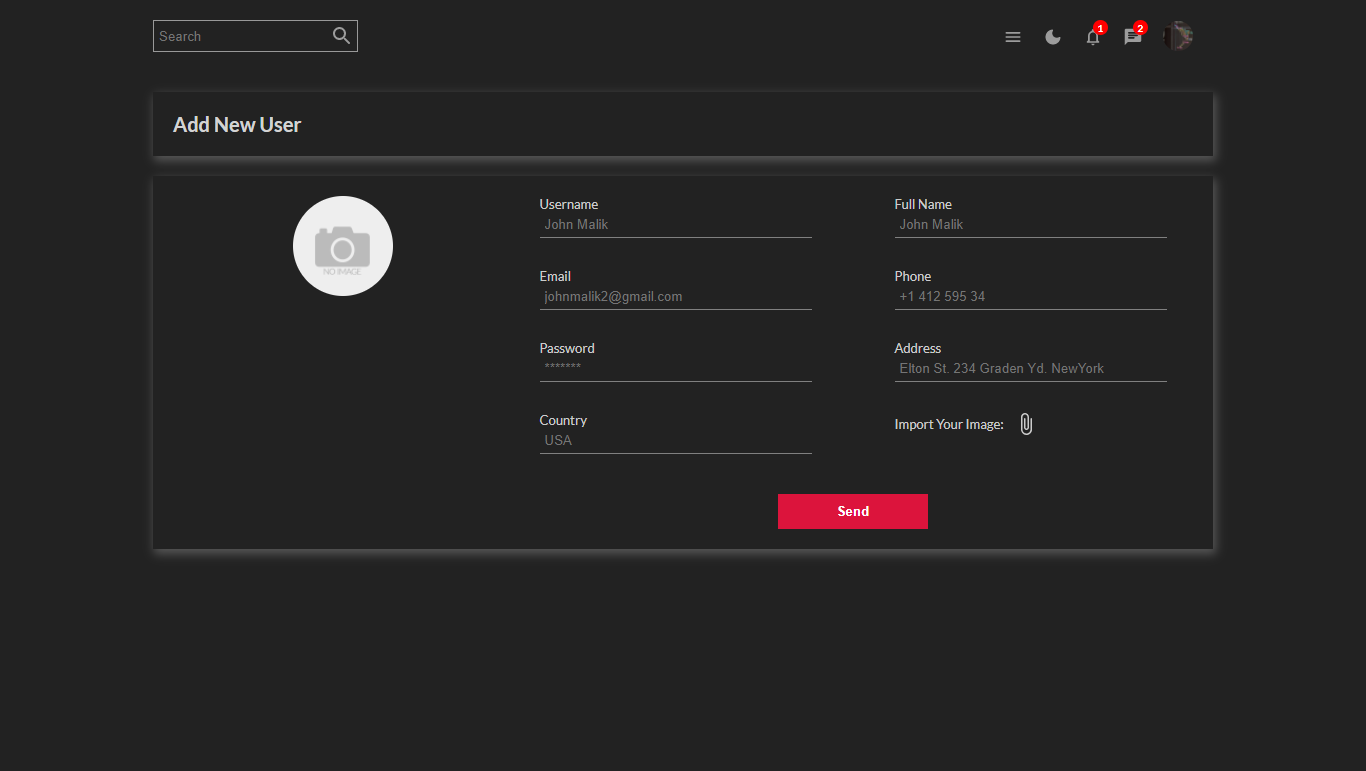 Search
1
2
Add New User
NO IMAGE
Username
John Malik
Full Name
John Malik
Email
johnmalik2@gmail.com
Phone
+1 412 595 34
Password
*******
Address
Elton St. 234 Graden Yd. NewYork
Country
USA
Import Your Image:
Send